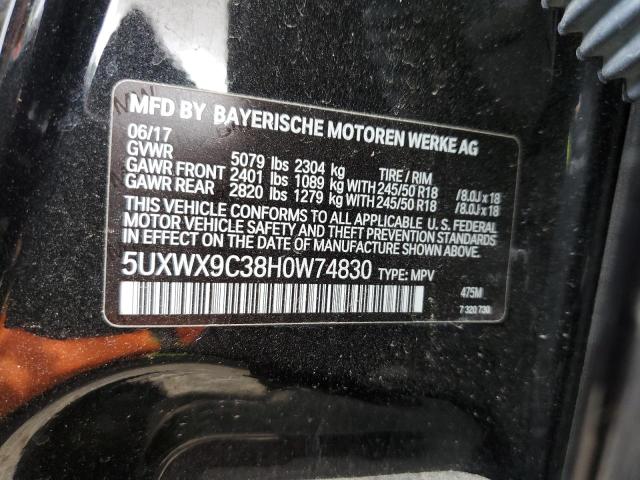 MFD BY BAYERISCHE MOTOREN WERKE AG
06/17
GVWR 5079 lbs 2304 kg TIRE / RIM
GAWR FRONT 2401 lbs 1089 kg WITH 245/50 R18 / 8.0J x 18
GAWR REAR 2820 lbs 1279 kg WITH 245/50 R18 / 8.0J x 18
THIS VEHICLE CONFORMS TO ALL APPLICABLE U. S. FEDERAL
MOTOR VEHICLE SAFETY AND THEFT PREVENTION STANDARDS
IN EFFECT ON THE DATE OF MANUFACTURE SHOWN ABOVE.
5UXWX9C38H0W74830 TYPE: MPV
475M
7 320 730